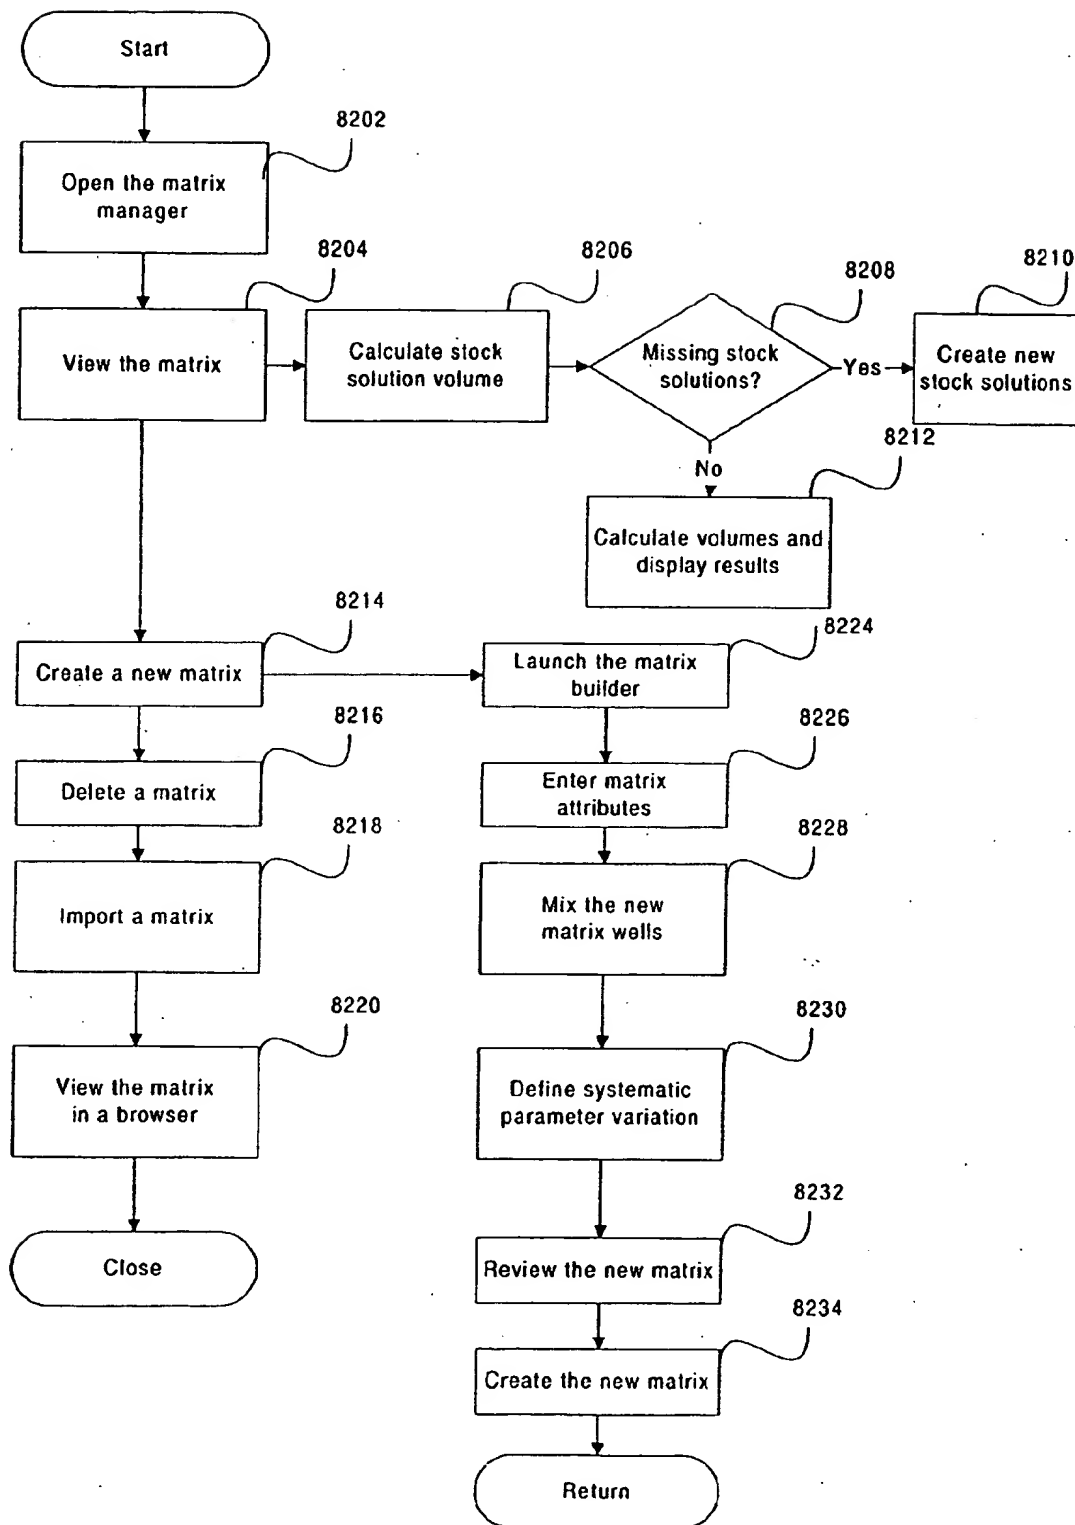 Start
8202
Open the matrix
manager
8204
View the matrix
8206
Calculate stock
solution volume
8208
Missing stock
solutions?
Yes
8210
Create new
stock solutions
No
8212
Calculate volumes and
display results
8214
Create a new matrix
8216
Delete a matrix
8218
Import a matrix
8220
View the matrix
in a browser
Close
8224
Launch the matrix
builder
8226
Enter matrix
attributes
8228
Mix the new
matrix wells
8230
Define systematic
parameter variation
8232
Review the new matrix
8234
Create the new matrix
Return